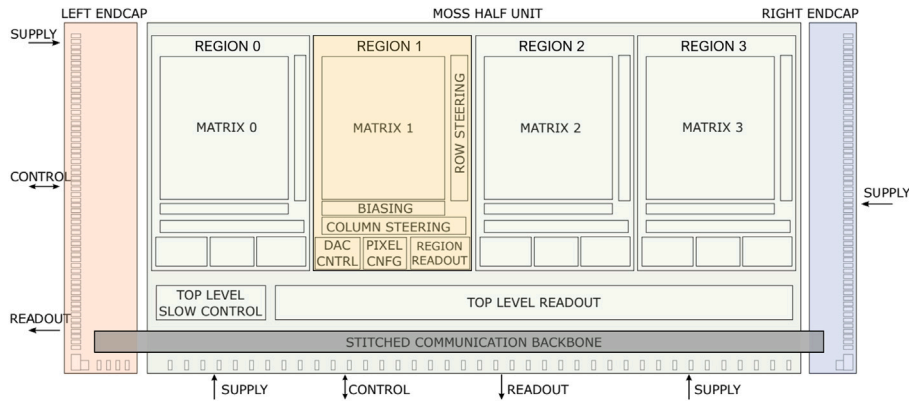 LEFT ENDCAP
MOSS HALF UNIT
RIGHT ENDCAP
SUPPLY
REGION 0
REGION 1
REGION 2
REGION 3
MATRIX 0
MATRIX 1
ROW STEERING
MATRIX 2
MATRIX 3
CONTROL
SUPPLY
BIASING
COLUMN STEERING
DAC
CNTRL
PIXEL
CNFG
REGION
READOUT
TOP LEVEL
SLOW CONTROL
TOP LEVEL READOUT
READOUT
STITCHED COMMUNICATION BACKBONE
SUPPLY
CONTROL
READOUT
SUPPLY